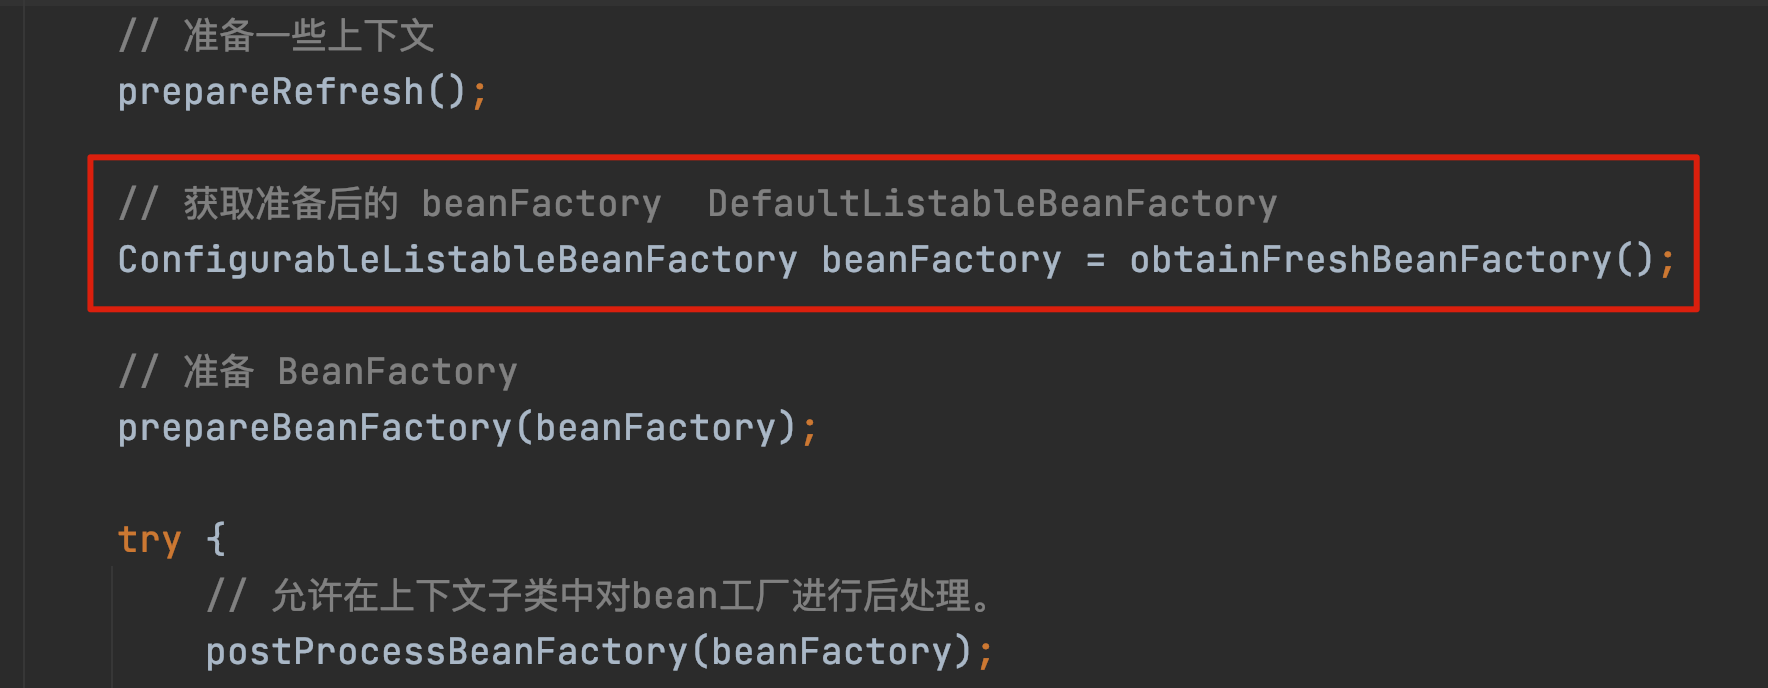 // 准备一些上下文
prepareRefresh();
// 获取准备后的 beanFactory  DefaultListableBeanFactory
ConfigurableListableBeanFactory beanFactory = obtainFreshBeanFactory();
// 准备 BeanFactory
prepareBeanFactory(beanFactory);
try {
// 允许在上下文子类中对bean工厂进行后处理。
postProcessBeanFactory(beanFactory);